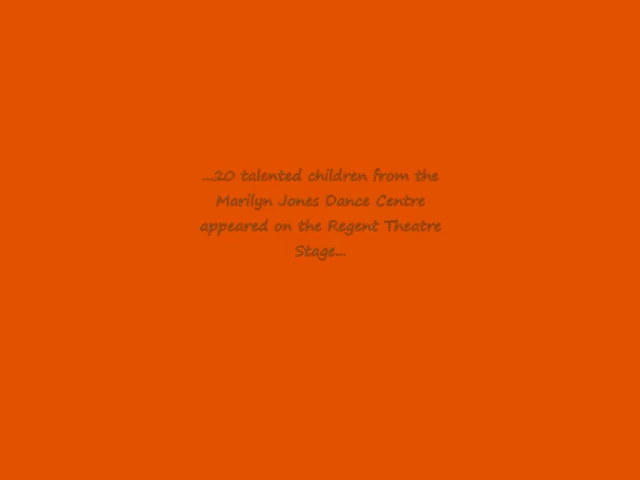 ...20 talented children from the
Marilyn Jones Dance Centre
appeared on the Regent Theatre
Stage...